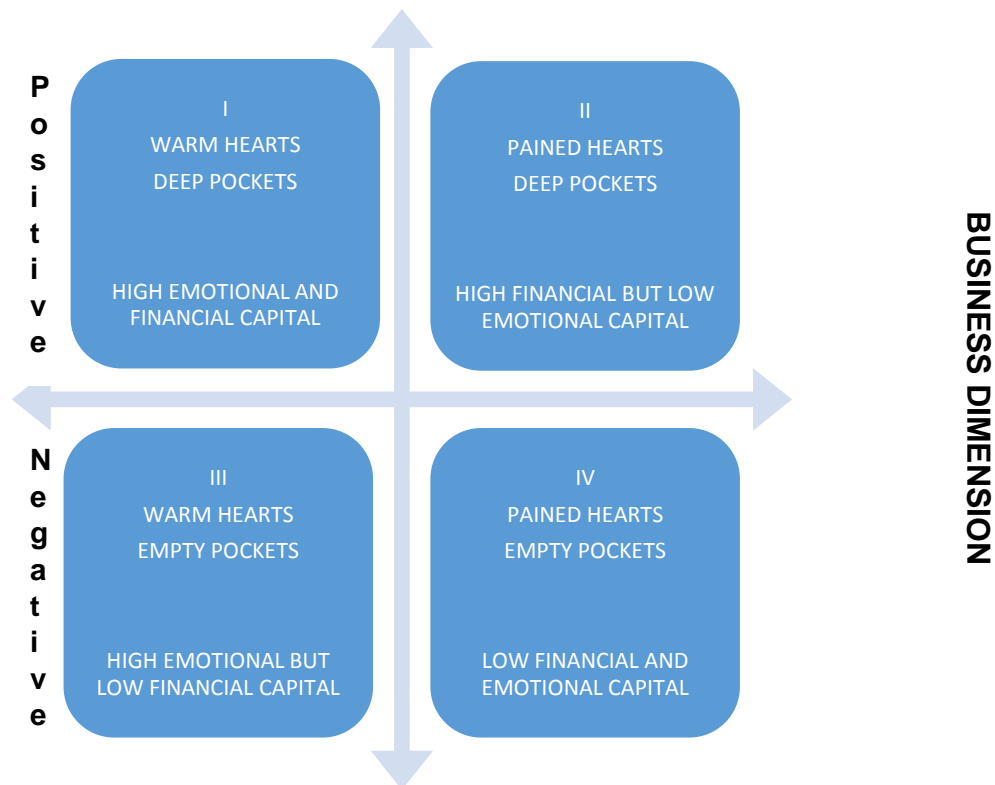 Positive
I
WARM HEARTS
DEEP POCKETS
HIGH EMOTIONAL AND
FINANCIAL CAPITAL
II
PAINED HEARTS
DEEP POCKETS
HIGH FINANCIAL BUT LOW
EMOTIONAL CAPITAL
Negative
III
WARM HEARTS
EMPTY POCKETS
HIGH EMOTIONAL BUT
LOW FINANCIAL CAPITAL
IV
PAINED HEARTS
EMPTY POCKETS
LOW FINANCIAL AND
EMOTIONAL CAPITAL
BUSINESS DIMENSION